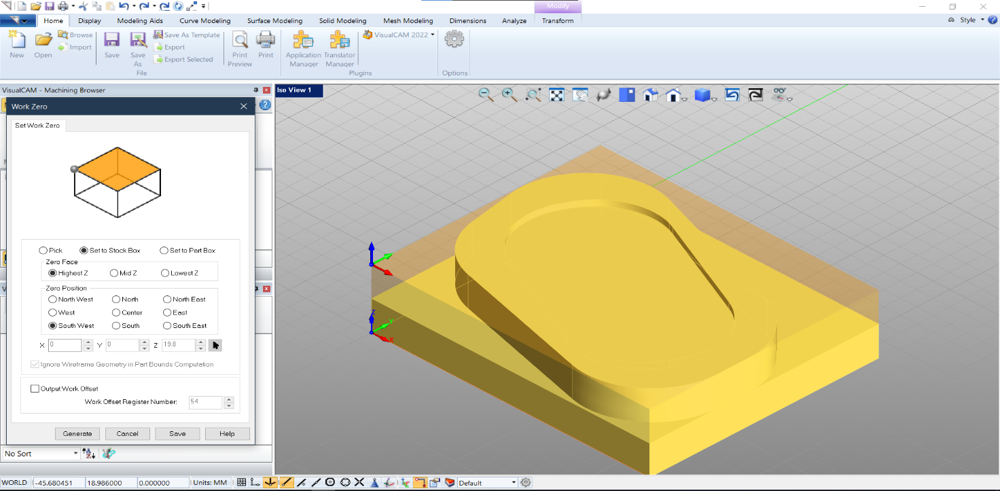 Modify
Home Display Modeling Aids Curve Modeling Surface Modeling Solid Modeling Mesh Modeling Dimensions Analyze Transform Style
New
Open
Browse
Import
Save
Save As
Save As Template
Export
Export Selected
File
Print Preview
Print
Application Manager
Translator Manager
VisualCAM 2022
Plugins
Options
VisualCAM - Machining Browser
Iso View 1
Work Zero
Set Work Zero
Pick Set to Stock Box Set to Part Box
Zero Face
Highest Z Mid Z Lowest Z
Zero Position
North West North North East
West Center East
South West South South East
X 0 Y 0 Z 19.8
Ignore Wireframe Geometry in Part Bounds Computation
Output Work Offset
Work Offset Register Number: 54
Generate Cancel Save Help
Z
Y
X
No Sort
WORLD -45.680451 18.986000 0.000000 Units: MM Default